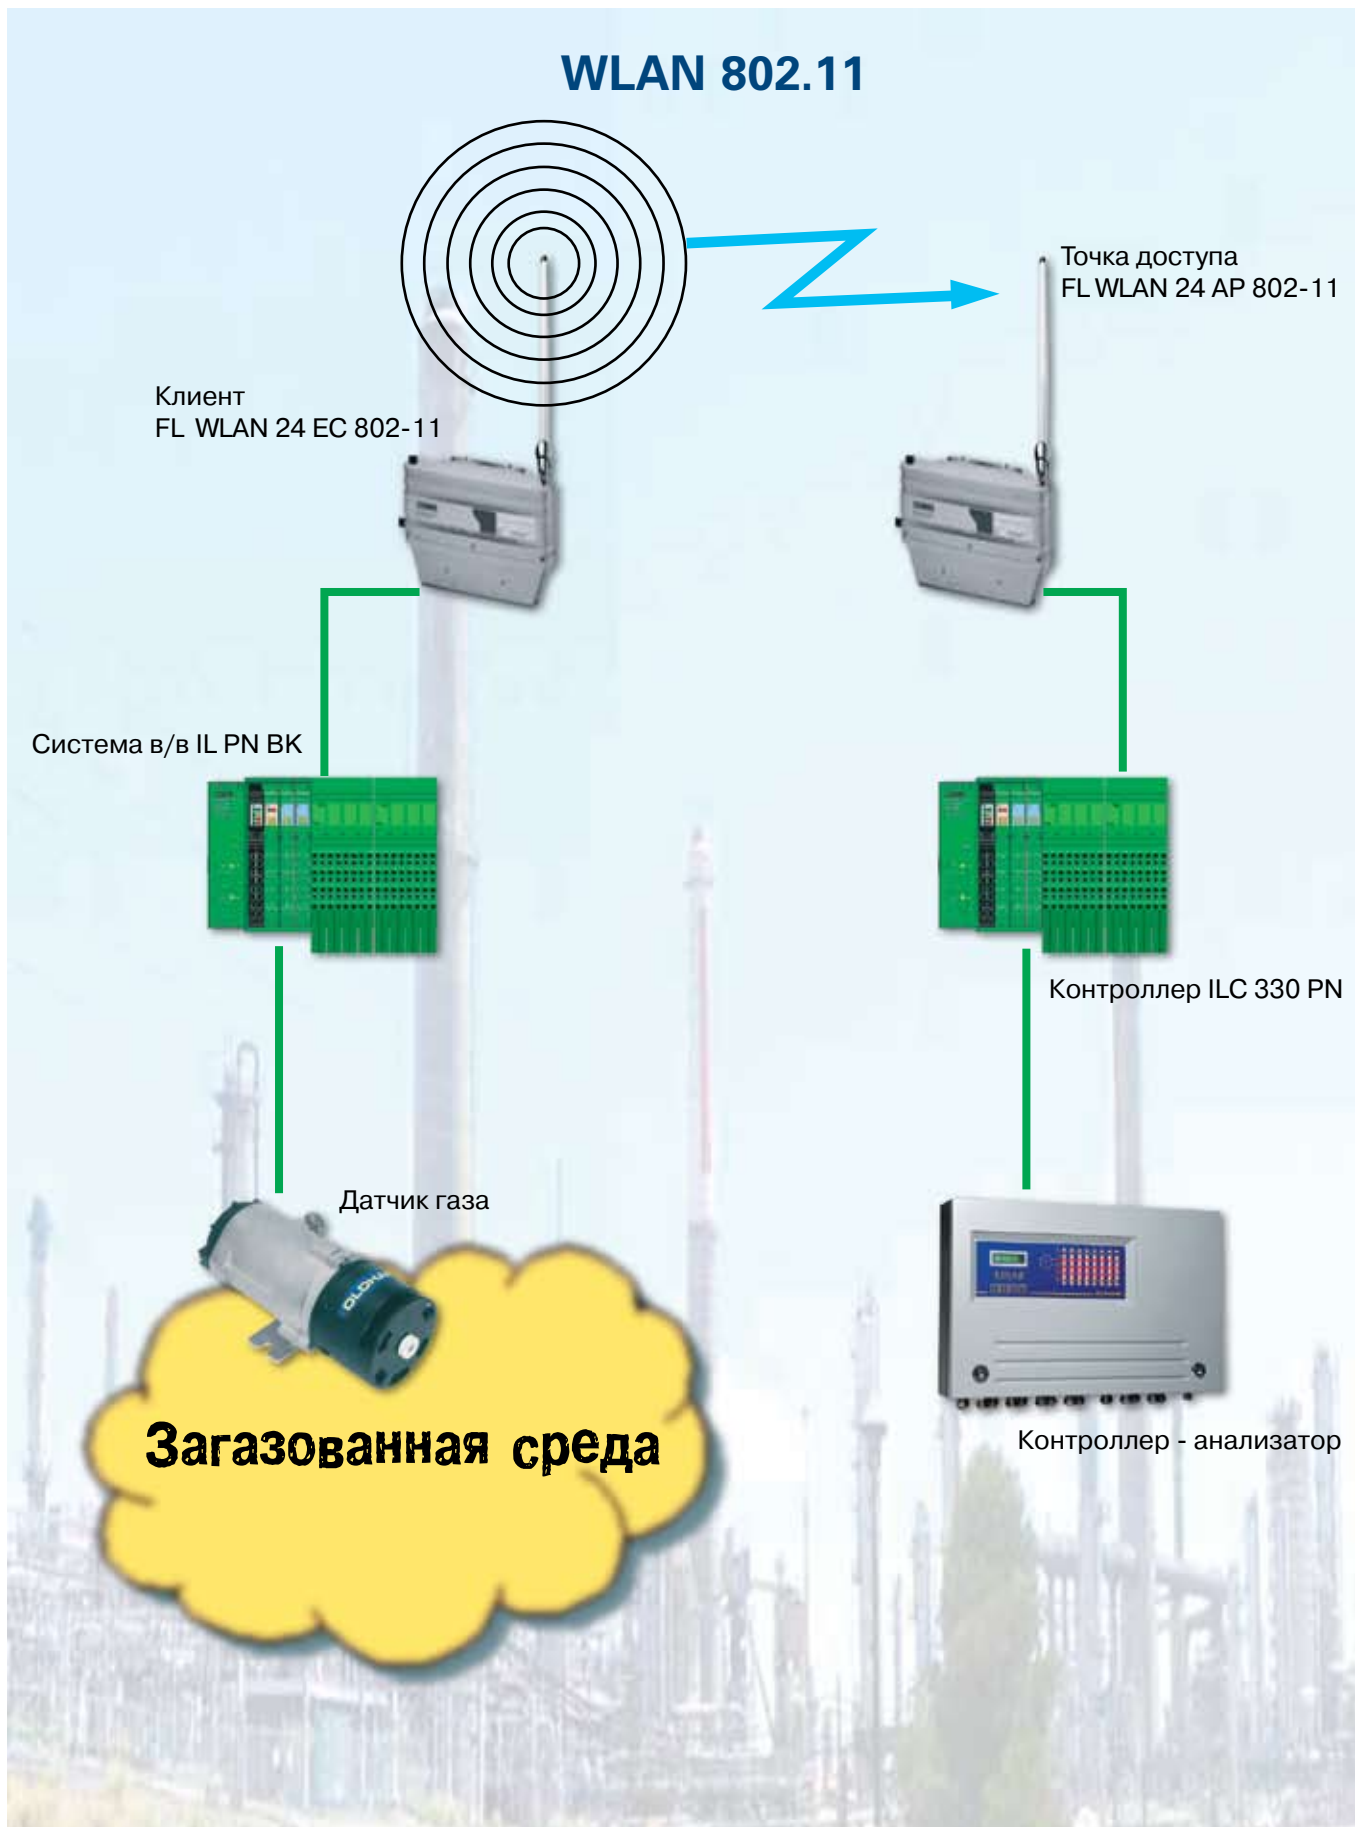 WLAN 802.11
Точка доступа
FL WLAN 24 AP 802-11
Клиент
FL WLAN 24 EC 802-11
Система в/в IL PN BK
Контроллер ILC 330 PN
Датчик газа
OLDHA
Загазованная среда
Контроллер - анализатор